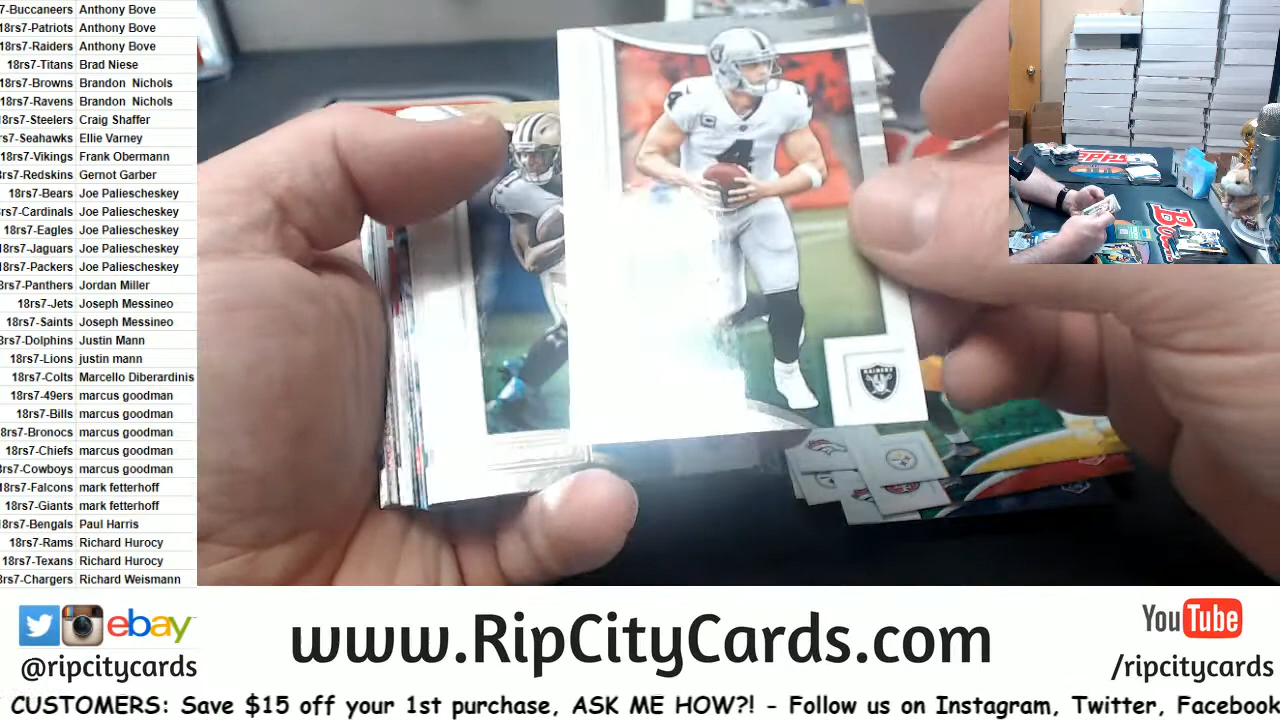 7-Buccaneers Anthony Bove
18rs7-Patriots Anthony Bove
18rs7-Raiders Anthony Bove
18rs7-Titans Brad Niese
18rs7-Browns Brandon Nichols
18rs7-Ravens Brandon Nichols
18rs7-Steelers Craig Shaffer
rs7-Seahawks Ellie Varney
18rs7-Vikings Frank Obermann
rs7-Redskins Gernot Garber
18rs7-Bears Joe Paliescheskey
8rs7-Cardinals Joe Paliescheskey
18rs7-Eagles Joe Paliescheskey
18rs7-Jaguars Joe Paliescheskey
18rs7-Packers Joe Paliescheskey
8rs7-Panthers Jordan Miller
18rs7-Jets Joseph Messineo
18rs7-Saints Joseph Messineo
8rs7-Dolphins Justin Mann
18rs7-Lions justin mann
18rs7-Colts Marcello Diberardinis
18rs7-49ers marcus goodman
18rs7-Bills marcus goodman
8rs7-Broncos marcus goodman
18rs7-Chiefs marcus goodman
8rs7-Cowboys marcus goodman
18rs7-Falcons mark fetterhoff
18rs7-Giants mark fetterhoff
8rs7-Bengals Paul Harris
18rs7-Rams Richard Hurocy
18rs7-Texans Richard Hurocy
8rs7-Chargers Richard Weismann
4
RAIDERS
TOPPS
ebay
@ripcitycards
www.RipCityCards.com
YouTube
/ripcitycards
CUSTOMERS: Save $15 off your 1st purchase, ASK ME HOW?! - Follow us on Instagram, Twitter, Facebook